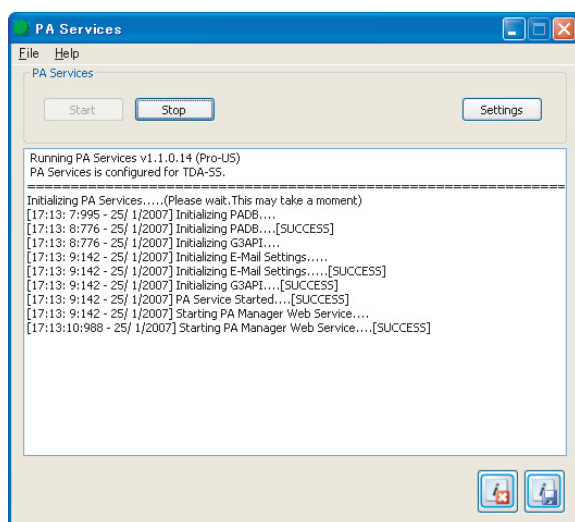 PA Services
File Help
PA Services
Start Stop Settings
Running PA Services v1.1.0.14 (Pro-US)
PA Services is configured for TDA-SS.
==================================================================
Initializing PA Services.....(Please wait.This may take a moment)
[17:13: 7:995 - 25/ 1/2007] Initializing PADB....
[17:13: 8:776 - 25/ 1/2007] Initializing PADB....[SUCCESS]
[17:13: 8:776 - 25/ 1/2007] Initializing G3API....
[17:13: 9:142 - 25/ 1/2007] Initializing E-Mail Settings.....
[17:13: 9:142 - 25/ 1/2007] Initializing E-Mail Settings.....[SUCCESS]
[17:13: 9:142 - 25/ 1/2007] Initializing G3API....[SUCCESS]
[17:13: 9:142 - 25/ 1/2007] PA Service Started....[SUCCESS]
[17:13: 9:142 - 25/ 1/2007] Starting PA Manager Web Service....
[17:13:10:988 - 25/ 1/2007] Starting PA Manager Web Service....[SUCCESS]